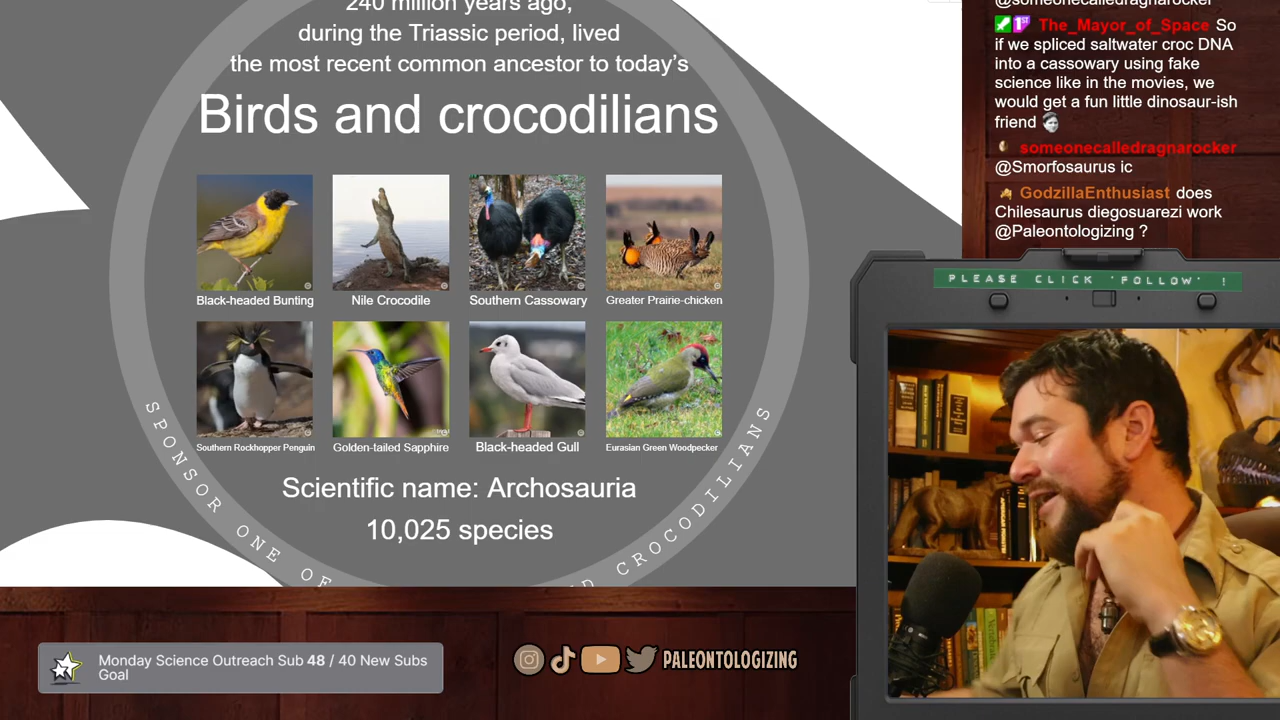 240 million years ago,
during the Triassic period, lived
the most recent common ancestor to today's
Birds and crocodilians
Black-headed Bunting
Nile Crocodile
Southern Cassowary
Greater Prairie-chicken
Southern Rockhopper Penguin
Golden-tailed Sapphire
Black-headed Gull
Eurasian Green Woodpecker
Scientific name: Archosauria
10,025 species
SPONSOR ONE OF
D CROCODILIANS
@someonecalledragnarocker
The_Mayor_of_Space So
if we spliced saltwater croc DNA
into a cassowary using fake
science like in the movies, we
would get a fun little dinosaur-ish
friend
someonecalledragnarocker
@Smorfosaurus ic
GodzillaEnthusiast does
Chilesaurus diegosuarezi work
@Paleontologizing ?
PLEASE CLICK 'FOLLOW' !
Monday Science Outreach Sub 48 / 40 New Subs
Goal
PALEONTOLOGIZING